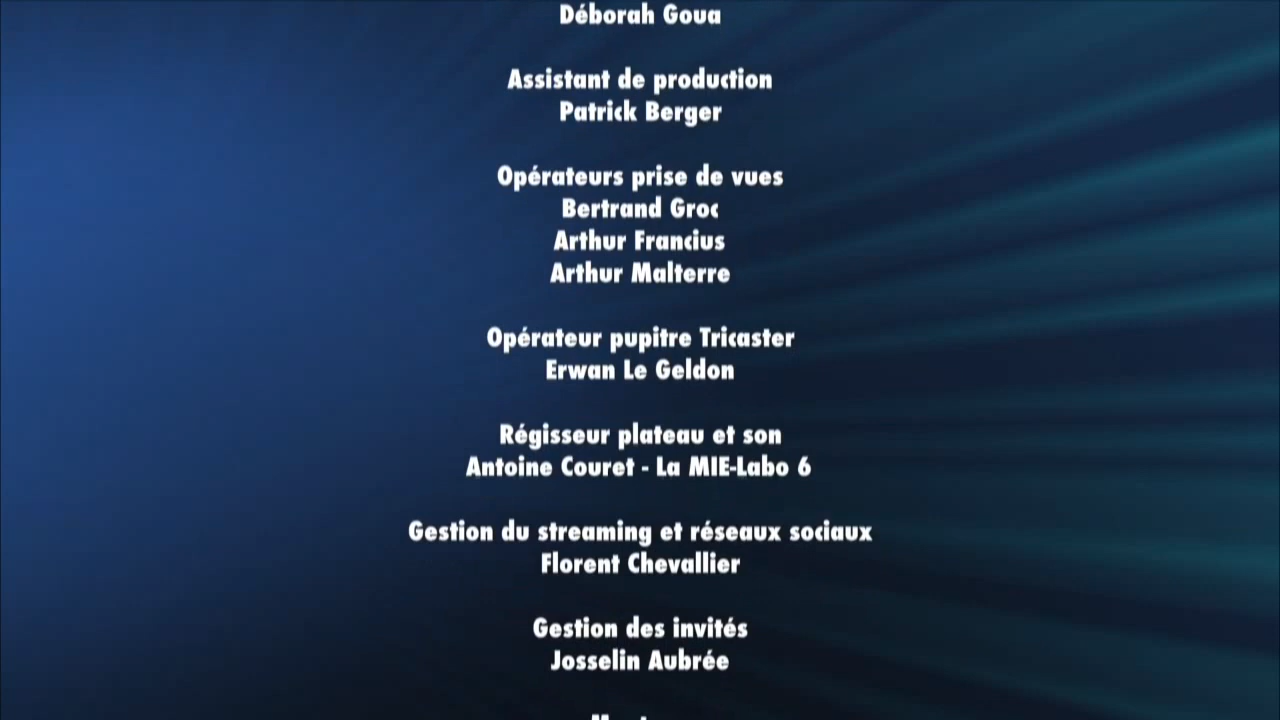 Déborah Goua
Assistant de production
Patrick Berger
Opérateurs prise de vues
Bertrand Groc
Arthur Francius
Arthur Malterre
Opérateur pupitre Tricaster
Erwan Le Geldon
Régisseur plateau et son
Antoine Couret - La MIE-Labo 6
Gestion du streaming et réseaux sociaux
Florent Chevallier
Gestion des invités
Josselin Aubrée